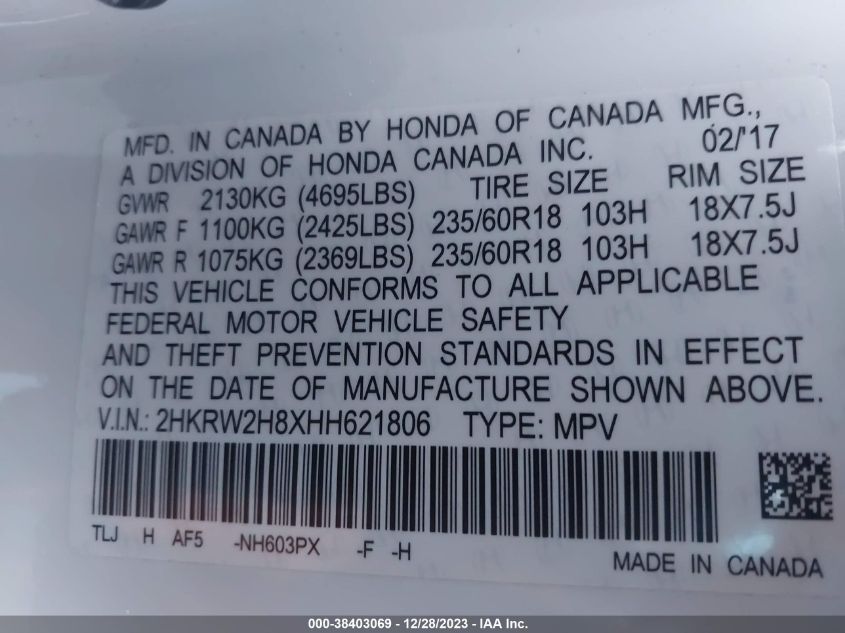 MFD. IN CANADA BY HONDA OF CANADA MFG.,
A DIVISION OF HONDA CANADA INC. 02/'17
GVWR 2130KG (4695LBS) TIRE SIZE RIM SIZE
GAWR F 1100KG (2425LBS) 235/60R18 103H 18X7.5J
GAWR R 1075KG (2369LBS) 235/60R18 103H 18X7.5J
THIS VEHICLE CONFORMS TO ALL APPLICABLE
FEDERAL MOTOR VEHICLE SAFETY
AND THEFT PREVENTION STANDARDS IN EFFECT
ON THE DATE OF MANUFACTURE SHOWN ABOVE.
V.I.N.: 2HKRW2H8XHH621806 TYPE: MPV
TLJ H AF5 -NH603PX -F -H
MADE IN CANADA
000-38403069 - 12/28/2023 - IAA Inc.